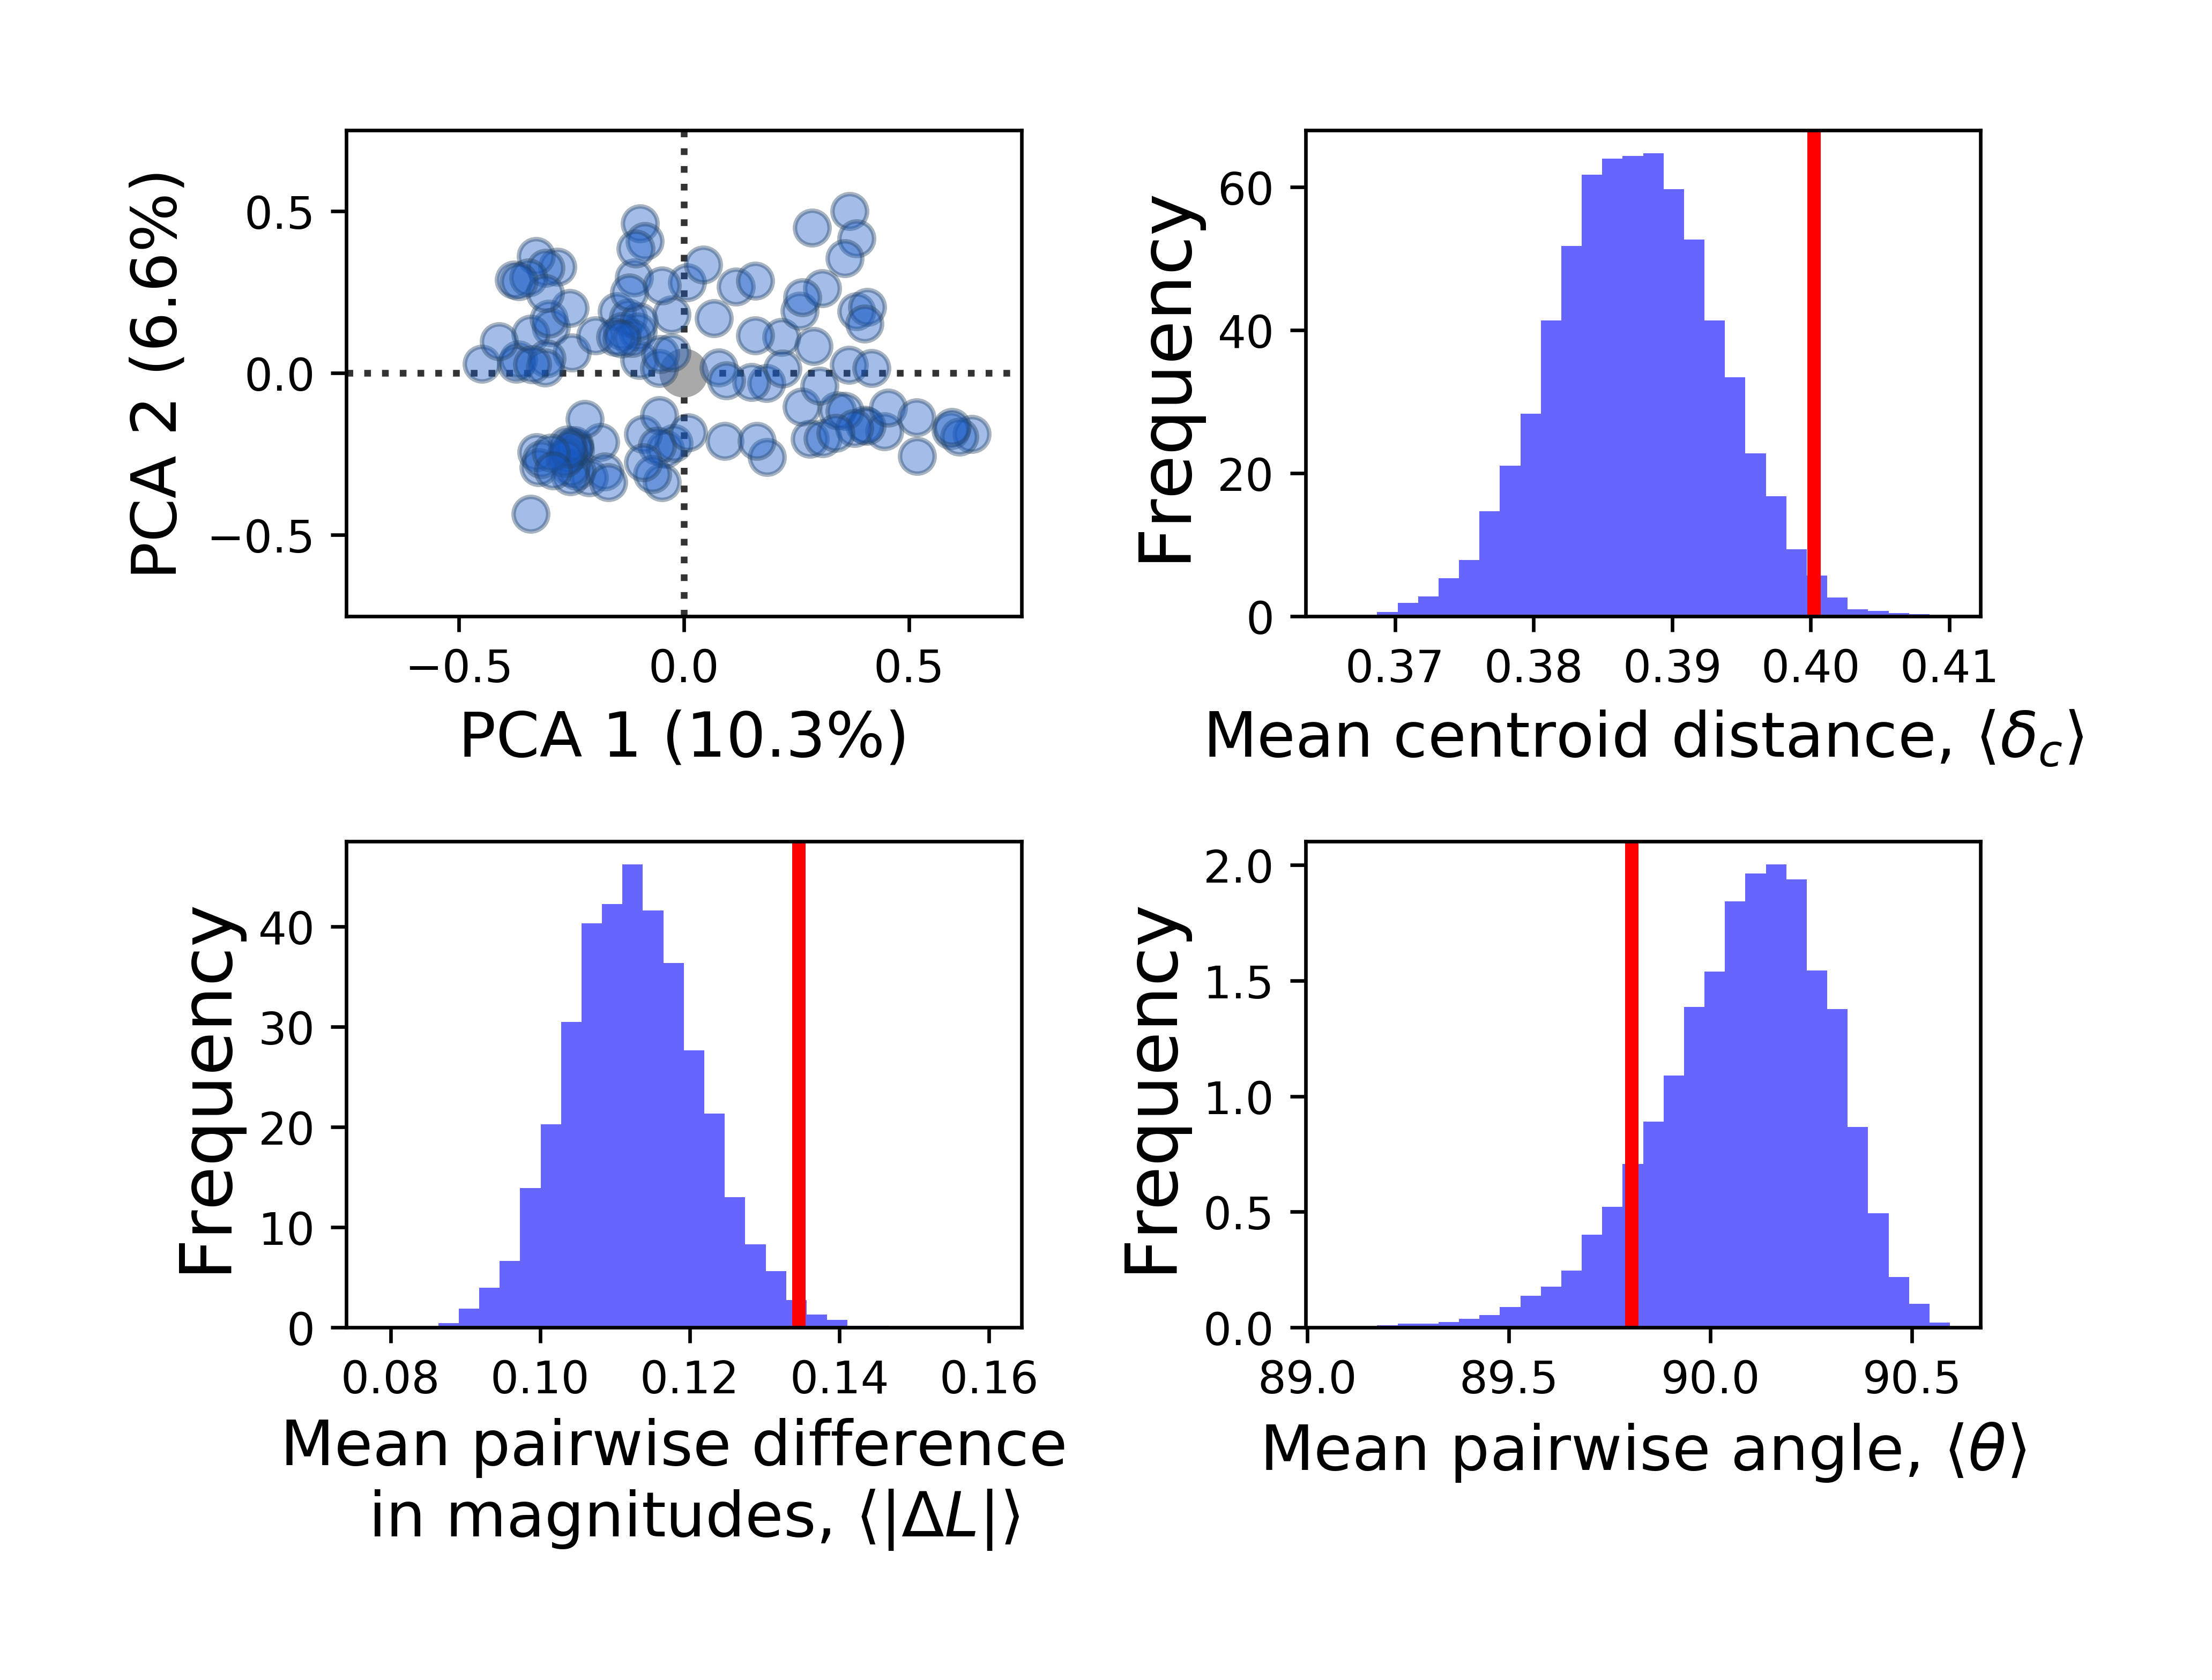 PCA 2 (6.6%)
0.5
0.0
−0.5
−0.5 0.0 0.5
PCA 1 (10.3%)
Frequency
60
40
20
0
0.37 0.38 0.39 0.40 0.41
Mean centroid distance, ⟨δc⟩
Frequency
40
30
20
10
0
0.08 0.10 0.12 0.14 0.16
Mean pairwise difference
in magnitudes, ⟨|ΔL|⟩
Frequency
2.0
1.5
1.0
0.5
0.0
89.0 89.5 90.0 90.5
Mean pairwise angle, ⟨θ⟩